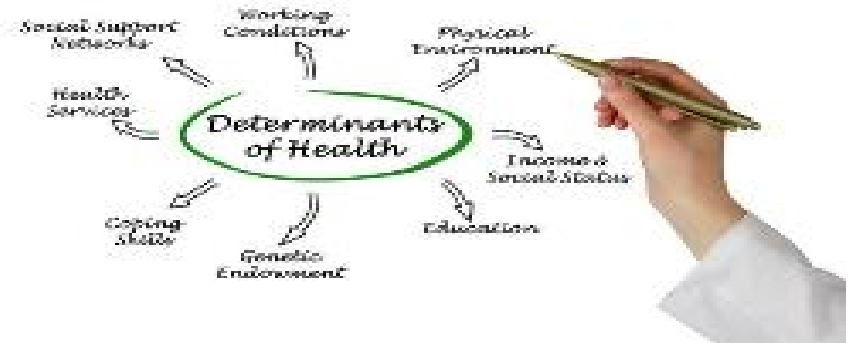 Working
Conditions
Social Support
Networks
Physical
Environment
Health
Services
Determinants
of Health
Income &
Social Status
Coping
Skills
Education
Genetic
Endowment